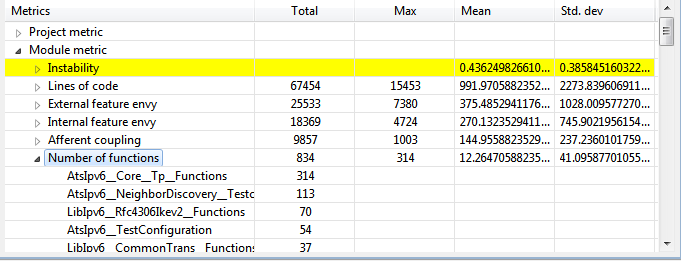 Metrics Total Max Mean Std. dev
Project metric
Module metric
Instability 0.436249826610... 0.385845160322...
Lines of code 67454 15453 991.9705882352... 2273.839606911...
External feature envy 25533 7380 375.4852941176... 1028.009577270...
Internal feature envy 18369 4724 270.1323529411... 745.9021956154...
Afferent coupling 9857 1003 144.9558823529... 237.2360101759...
Number of functions 834 314 12.26470588235... 41.09587701055...
AtsIpv6__Core__Tp__Functions 314
AtsIpv6__NeighborDiscovery__Testc 113
LibIpv6__Rfc4306Ikev2__Functions 70
AtsIpv6__TestConfiguration 54
LibIpv6__CommonTrans__Functions 37